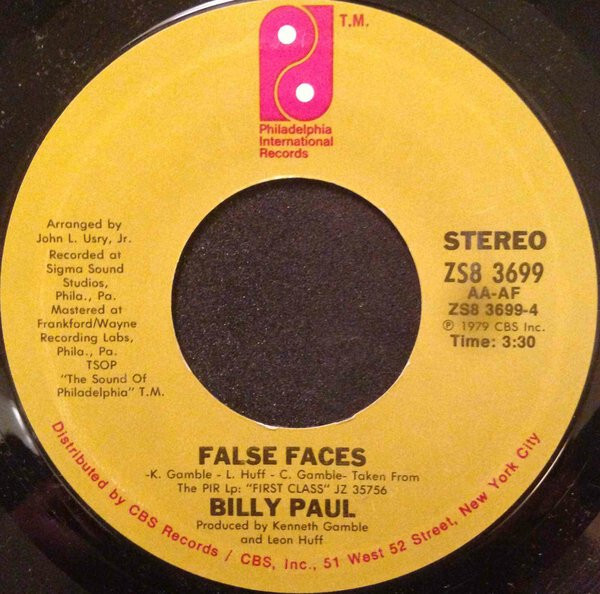 T.M.
Philadelphia
International
Records
Arranged by
John L. Usry, Jr.
Recorded at
Sigma Sound
Studios,
Phila., Pa.
Mastered at
Frankford/Wayne
Recording Labs,
Phila., Pa.
TSOP
"The Sound Of
Philadelphia" T.M.
STEREO
ZS8 3699
AA-AF
ZS8 3699-4
℗ 1979 CBS Inc.
Time: 3:30
FALSE FACES
-K. Gamble - L. Huff - C. Gamble- Taken From
The PIR Lp: "FIRST CLASS" JZ 35756
BILLY PAUL
Produced by Kenneth Gamble
and Leon Huff
Distributed by CBS Records / CBS, Inc., 51 West 52 Street, New York City